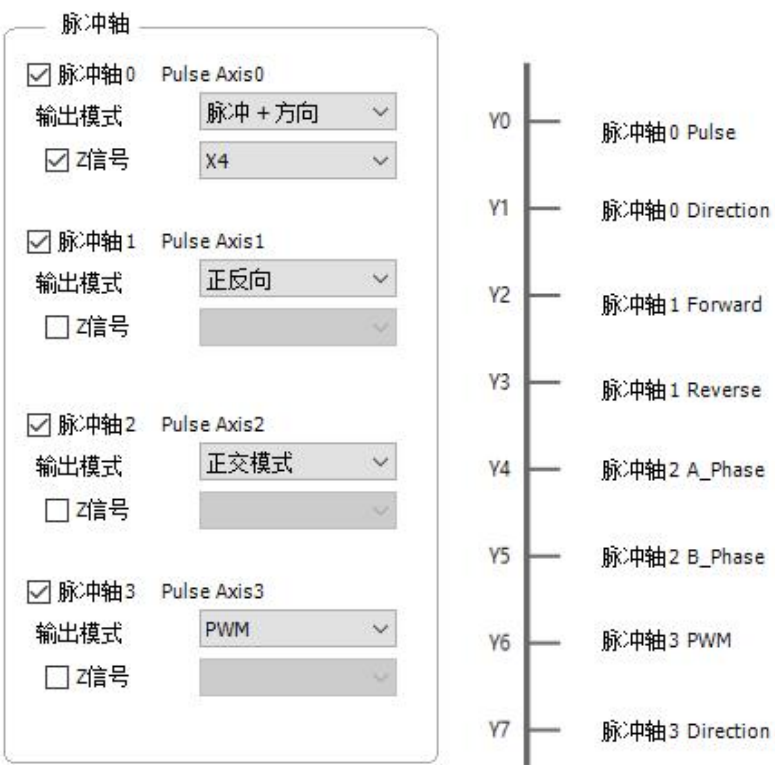 脉冲轴
脉冲轴0 Pulse Axis0
输出模式 脉冲 + 方向
Z信号 X4
脉冲轴1 Pulse Axis1
输出模式 正反向
Z信号
脉冲轴2 Pulse Axis2
输出模式 正交模式
Z信号
脉冲轴3 Pulse Axis3
输出模式 PWM
Z信号
Y0 脉冲轴0 Pulse
Y1 脉冲轴0 Direction
Y2 脉冲轴1 Forward
Y3 脉冲轴1 Reverse
Y4 脉冲轴2 A_Phase
Y5 脉冲轴2 B_Phase
Y6 脉冲轴3 PWM
Y7 脉冲轴3 Direction